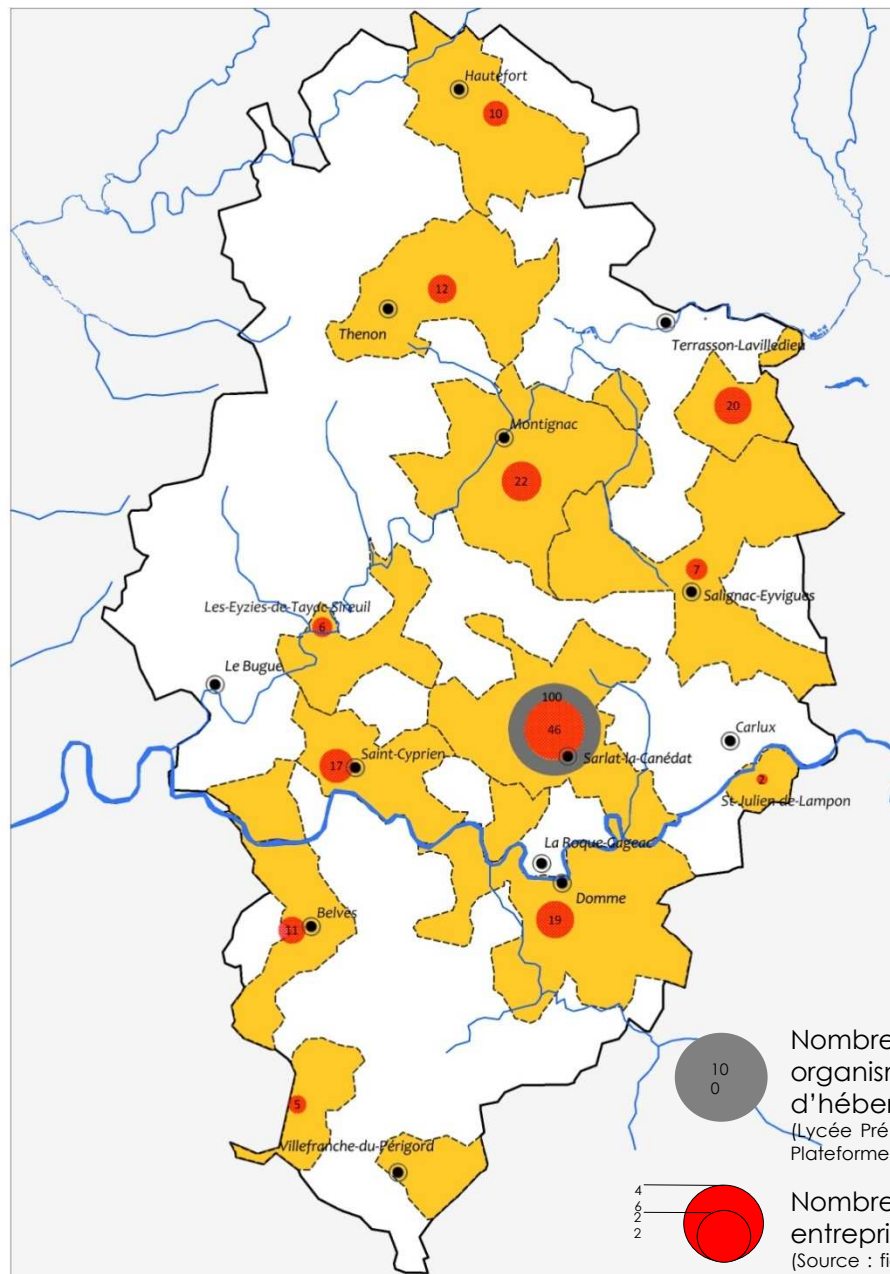 Hautefort
10
12
Thenon
Terrasson-Lavilledieu
20
Montignac
22
7
Salignac-Eyvigues
Les-Eyzies-de-Tayac-Sireuil
6
Le Bugue
100
46
Carlux
Sarlat-la-Canédat
17
Saint-Cyprien
2
St-Julien-de-Lampon
La Roque-Gageac
Domme
19
Belves
11
5
Villefranche-du-Périgord
10
0
Nombre
organism
d'héber
(Lycée Pré
Plateforme
4
6
2
2
Nombre
entrepri
(Source : fi